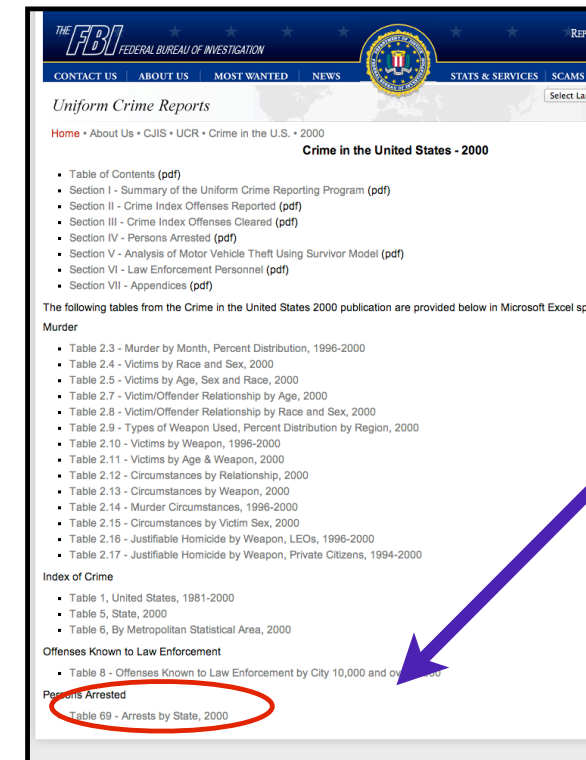 THE FBI FEDERAL BUREAU OF INVESTIGATION
REP
CONTACT US ABOUT US MOST WANTED NEWS STATS & SERVICES SCAMS
Uniform Crime Reports
Select La
Home • About Us • CJIS • UCR • Crime in the U.S. • 2000
Crime in the United States - 2000
Table of Contents (pdf)
Section I - Summary of the Uniform Crime Reporting Program (pdf)
Section II - Crime Index Offenses Reported (pdf)
Section III - Crime Index Offenses Cleared (pdf)
Section IV - Persons Arrested (pdf)
Section V - Analysis of Motor Vehicle Theft Using Survivor Model (pdf)
Section VI - Law Enforcement Personnel (pdf)
Section VII - Appendices (pdf)
The following tables from the Crime in the United States 2000 publication are provided below in Microsoft Excel sp
Murder
Table 2.3 - Murder by Month, Percent Distribution, 1996-2000
Table 2.4 - Victims by Race and Sex, 2000
Table 2.5 - Victims by Age, Sex and Race, 2000
Table 2.7 - Victim/Offender Relationship by Age, 2000
Table 2.8 - Victim/Offender Relationship by Race and Sex, 2000
Table 2.9 - Types of Weapon Used, Percent Distribution by Region, 2000
Table 2.10 - Victims by Weapon, 1996-2000
Table 2.11 - Victims by Age & Weapon, 2000
Table 2.12 - Circumstances by Relationship, 2000
Table 2.13 - Circumstances by Weapon, 2000
Table 2.14 - Murder Circumstances, 1996-2000
Table 2.15 - Circumstances by Victim Sex, 2000
Table 2.16 - Justifiable Homicide by Weapon, LEOs, 1996-2000
Table 2.17 - Justifiable Homicide by Weapon, Private Citizens, 1994-2000
Index of Crime
Table 1, United States, 1981-2000
Table 5, State, 2000
Table 6, By Metropolitan Statistical Area, 2000
Offenses Known to Law Enforcement
Table 8 - Offenses Known to Law Enforcement by City 10,000 and
Persons Arrested
Table 69 - Arrests by State, 2000